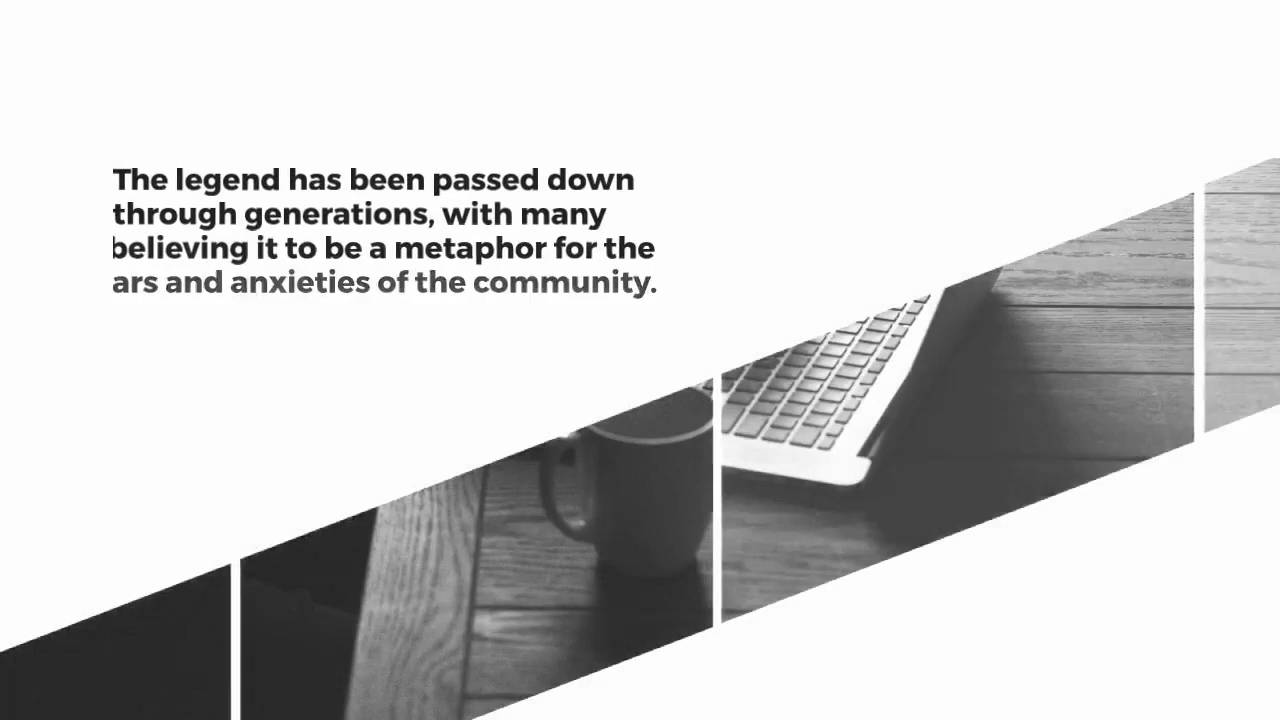 The legend has been passed down
through generations, with many
believing it to be a metaphor for the
ars and anxieties of the community.